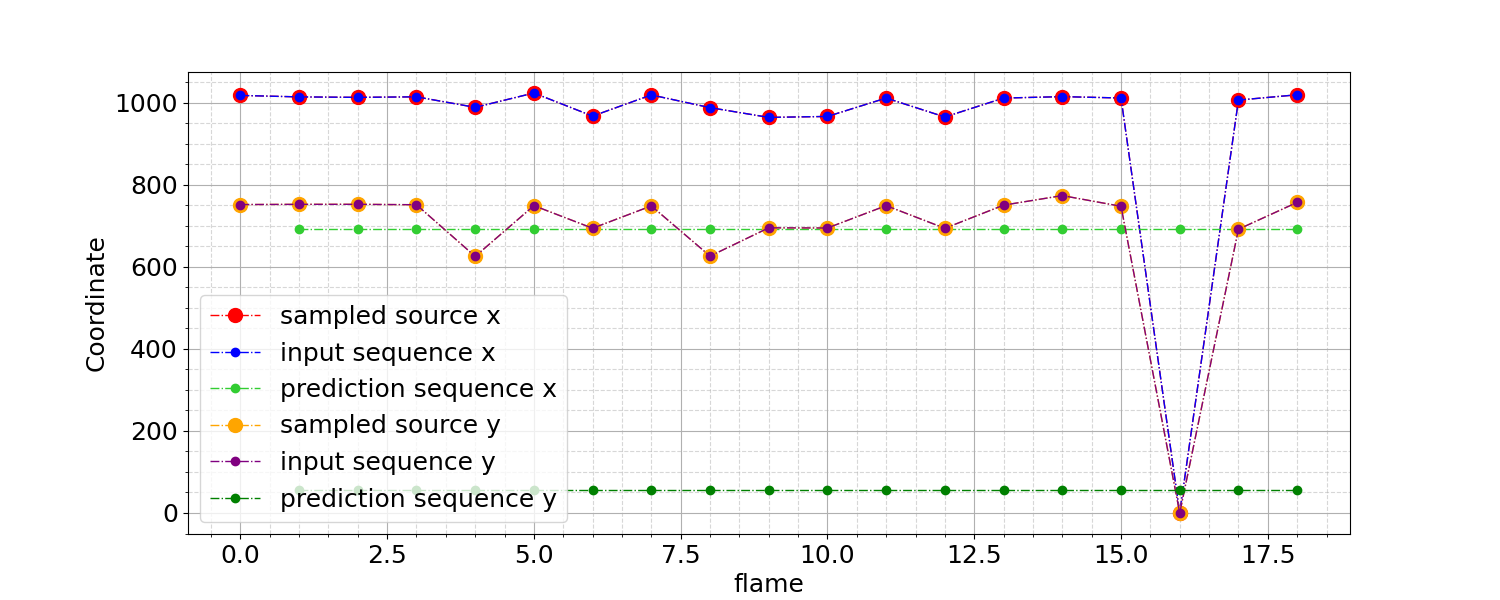 1000
800
600
400
200
0
Coordinate
sampled source x
input sequence x
prediction sequence x
sampled source y
input sequence y
prediction sequence y
0.0 2.5 5.0 7.5 10.0 12.5 15.0 17.5
flame